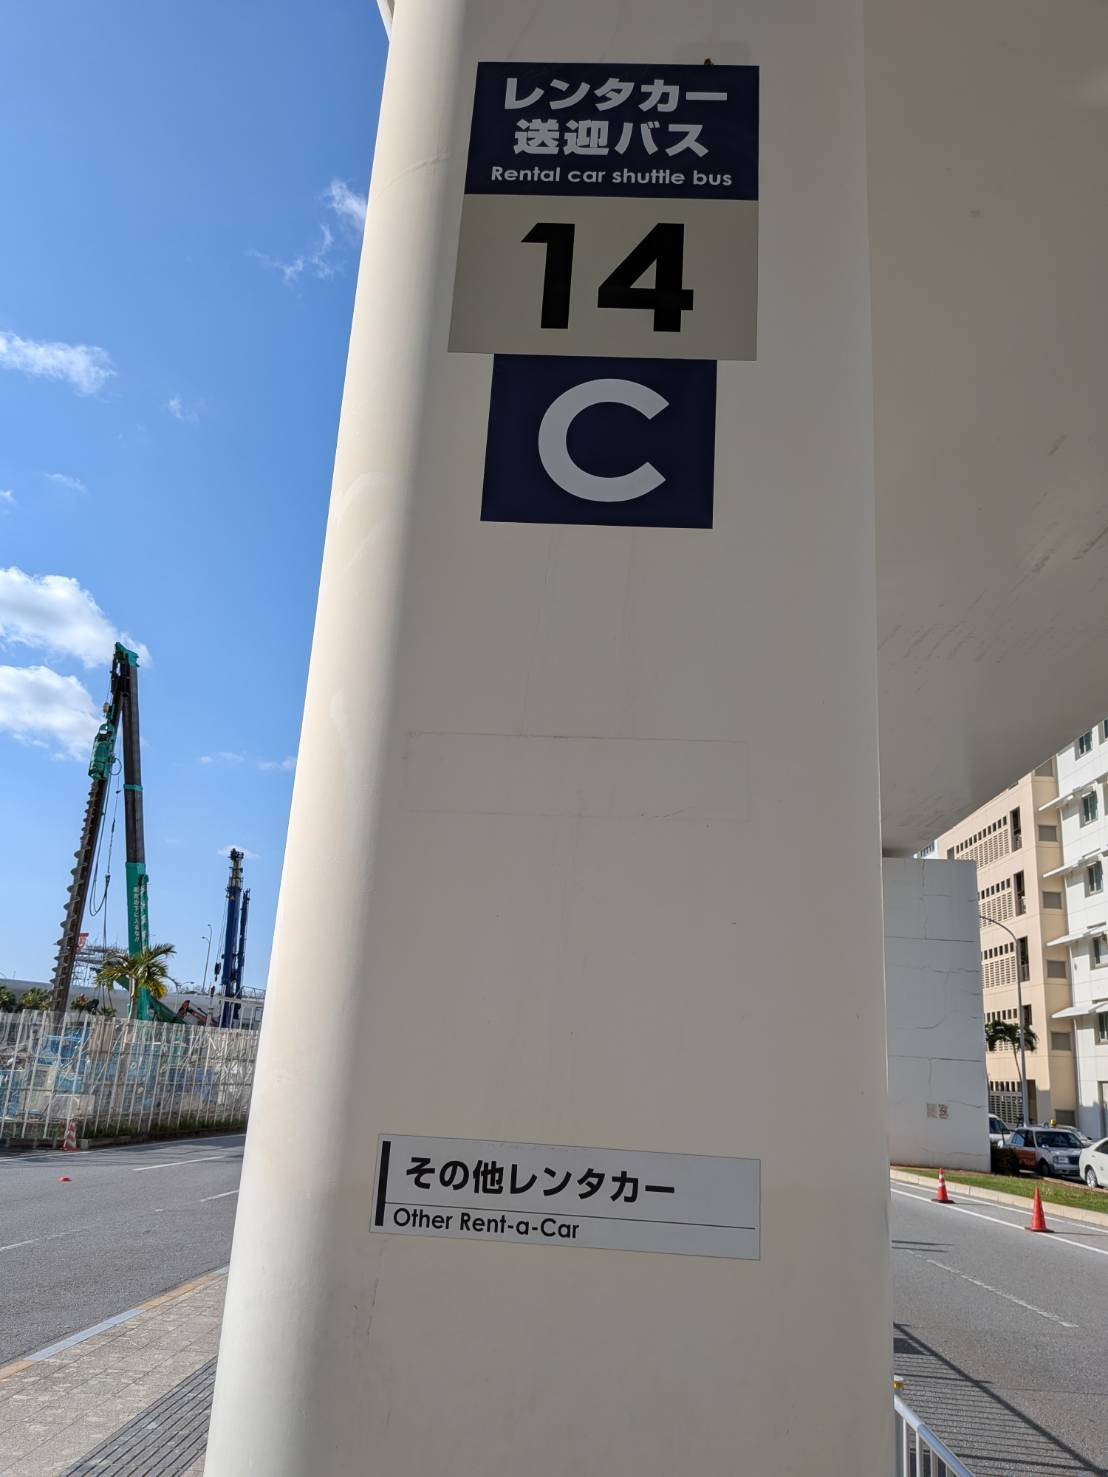 レンタカー
送迎バス
Rental car shuttle bus
14
C
その他レンタカー
Other Rent-a-Car